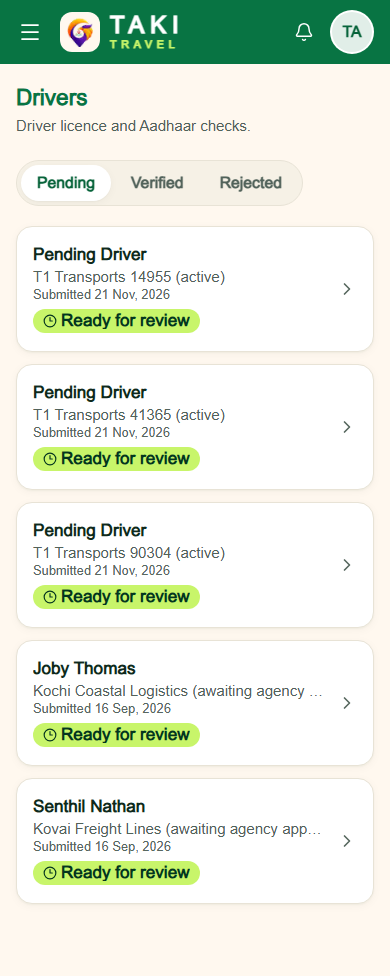 TAKI
TRAVEL
TA
Drivers
Driver licence and Aadhaar checks.
Pending Verified Rejected
Pending Driver
T1 Transports 14955 (active)
Submitted 21 Nov, 2026
Ready for review
Pending Driver
T1 Transports 41365 (active)
Submitted 21 Nov, 2026
Ready for review
Pending Driver
T1 Transports 90304 (active)
Submitted 21 Nov, 2026
Ready for review
Joby Thomas
Kochi Coastal Logistics (awaiting agency ...
Submitted 16 Sep, 2026
Ready for review
Senthil Nathan
Kovai Freight Lines (awaiting agency app...
Submitted 16 Sep, 2026
Ready for review